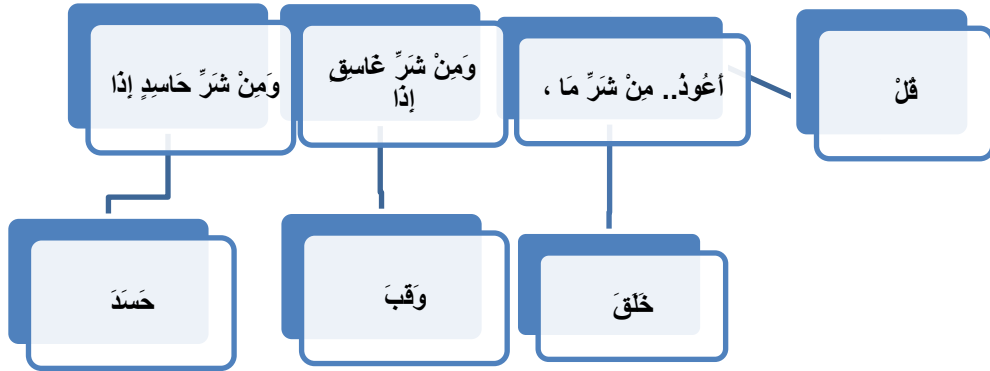 قُلْ
أَعُوذُ.. مِنْ شَرِّ مَا ،
وَمِنْ شَرِّ غَاسِقٍ
إِذَا
وَمِنْ شَرِّ حَاسِدٍ إِذَا
خَلَقَ
وَقَبَ
حَسَدَ